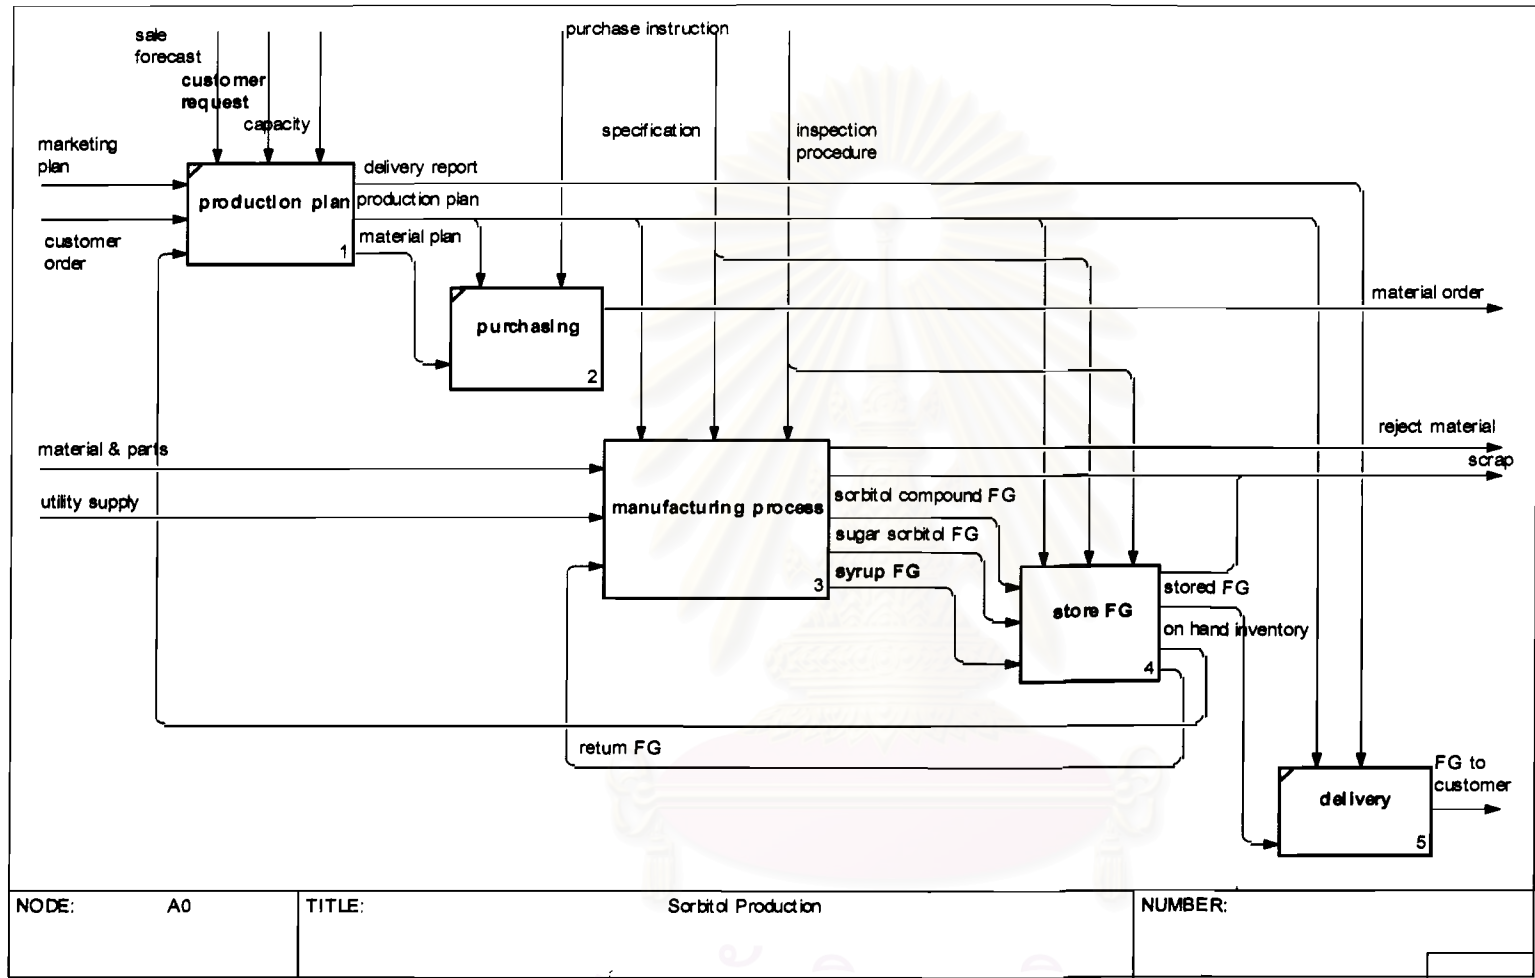 sale
forecast
customer
request
capacity
purchase instruction
specification
inspection
procedure
marketing
plan
customer
order
production plan
1
delivery report
production plan
material plan
purchasing
2
material order
material & parts
utility supply
manufacturing process
3
reject material
scrap
sorbitol compound FG
sugar sorbitol FG
syrup FG
store FG
4
stored FG
on hand inventory
return FG
delivery
5
FG to
customer
NODE: A0
TITLE: Sorbitol Production
NUMBER: